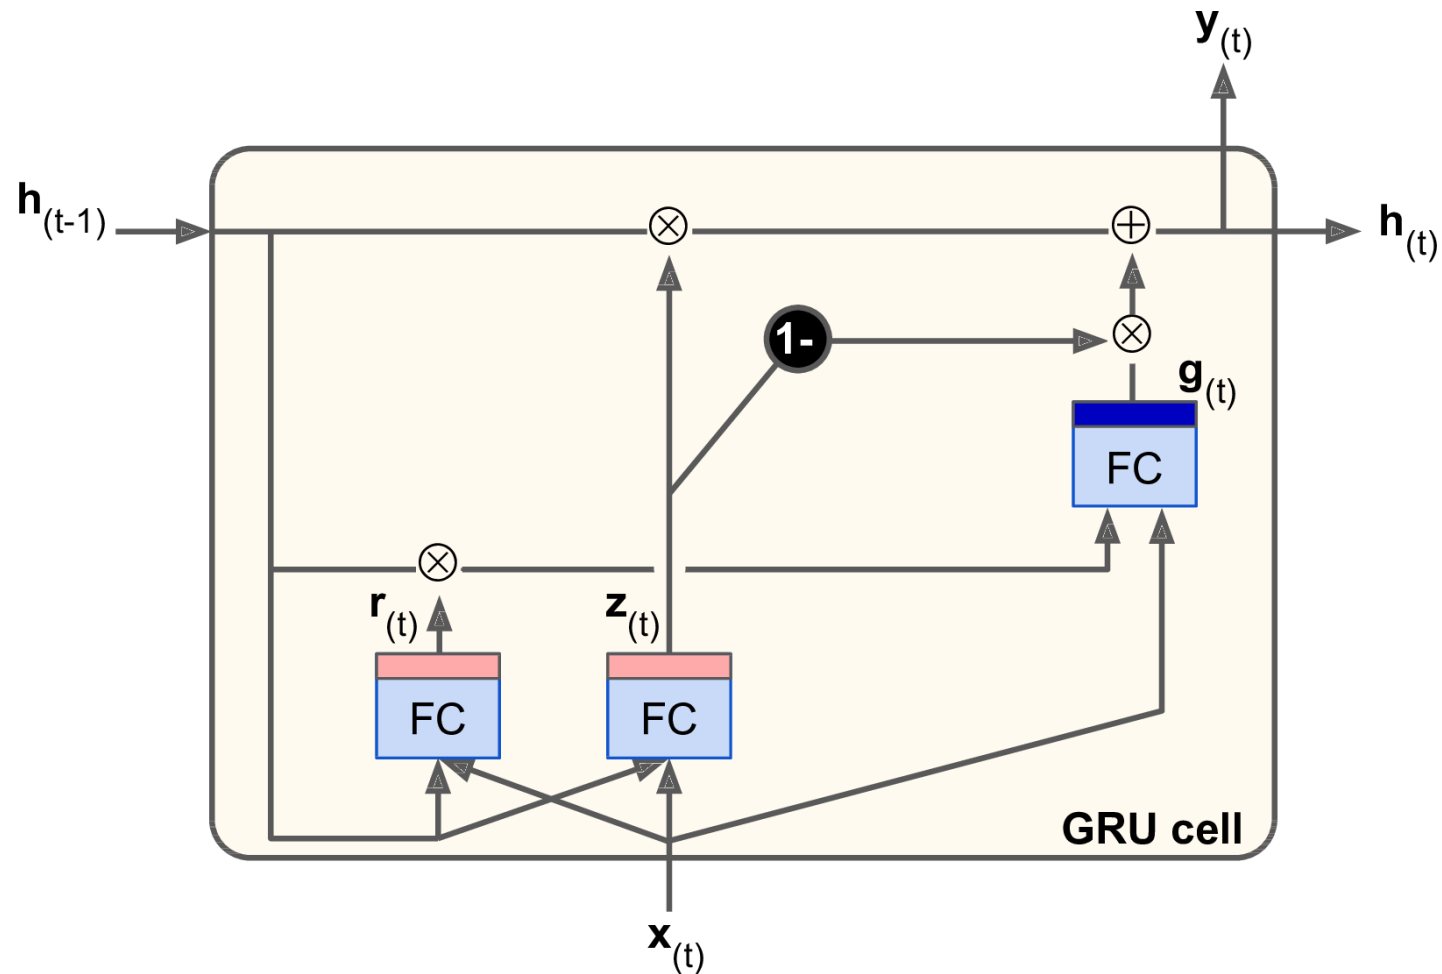 y(t)
h(t-1)
h(t)
1-
g(t)
FC
r(t)
z(t)
FC
FC
GRU cell
x(t)